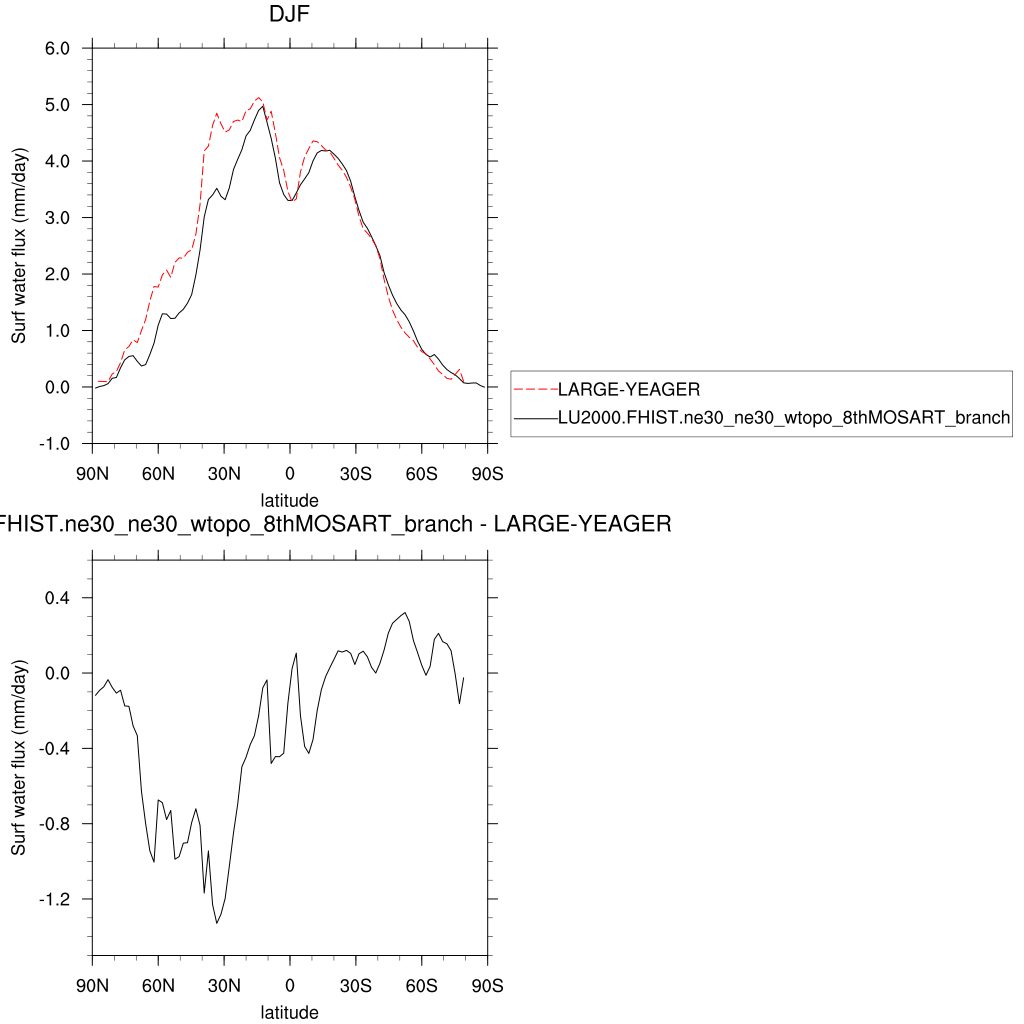 DJF
6.0
5.0
4.0
3.0
2.0
1.0
0.0
-1.0
Surf water flux (mm/day)
90N 60N 30N 0 30S 60S 90S
latitude
LARGE-YEAGER
LU2000.FHIST.ne30_ne30_wtopo_8thMOSART_branch
FHIST.ne30_ne30_wtopo_8thMOSART_branch - LARGE-YEAGER
0.4
0.0
-0.4
-0.8
-1.2
Surf water flux (mm/day)
90N 60N 30N 0 30S 60S 90S
latitude